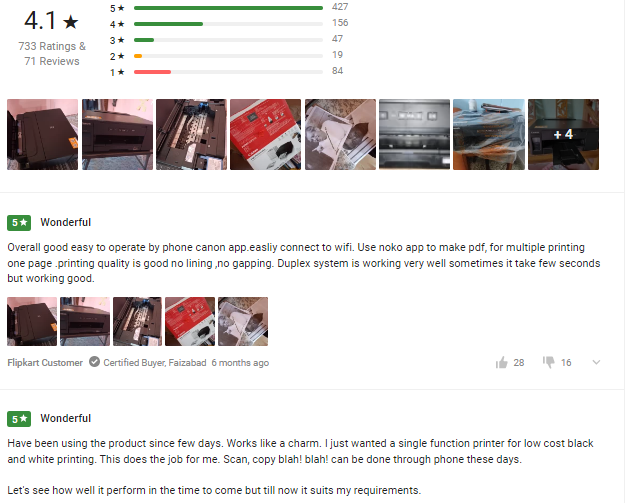 4.1★
733 Ratings &
71 Reviews
5★ 427
4★ 156
3★ 47
2★ 19
1★ 84
+ 4
5★ Wonderful
Overall good easy to operate by phone canon app.easliy connect to wifi. Use noko app to make pdf, for multiple printing
one page .printing quality is good no lining ,no gapping. Duplex system is working very well sometimes it take few seconds
but working good.
Flipkart Customer Certified Buyer, Faizabad 6 months ago 28 16
5★ Wonderful
Have been using the product since few days. Works like a charm. I just wanted a single function printer for low cost black
and white printing. This does the job for me. Scan, copy blah! blah! can be done through phone these days.
Let's see how well it perform in the time to come but till now it suits my requirements.